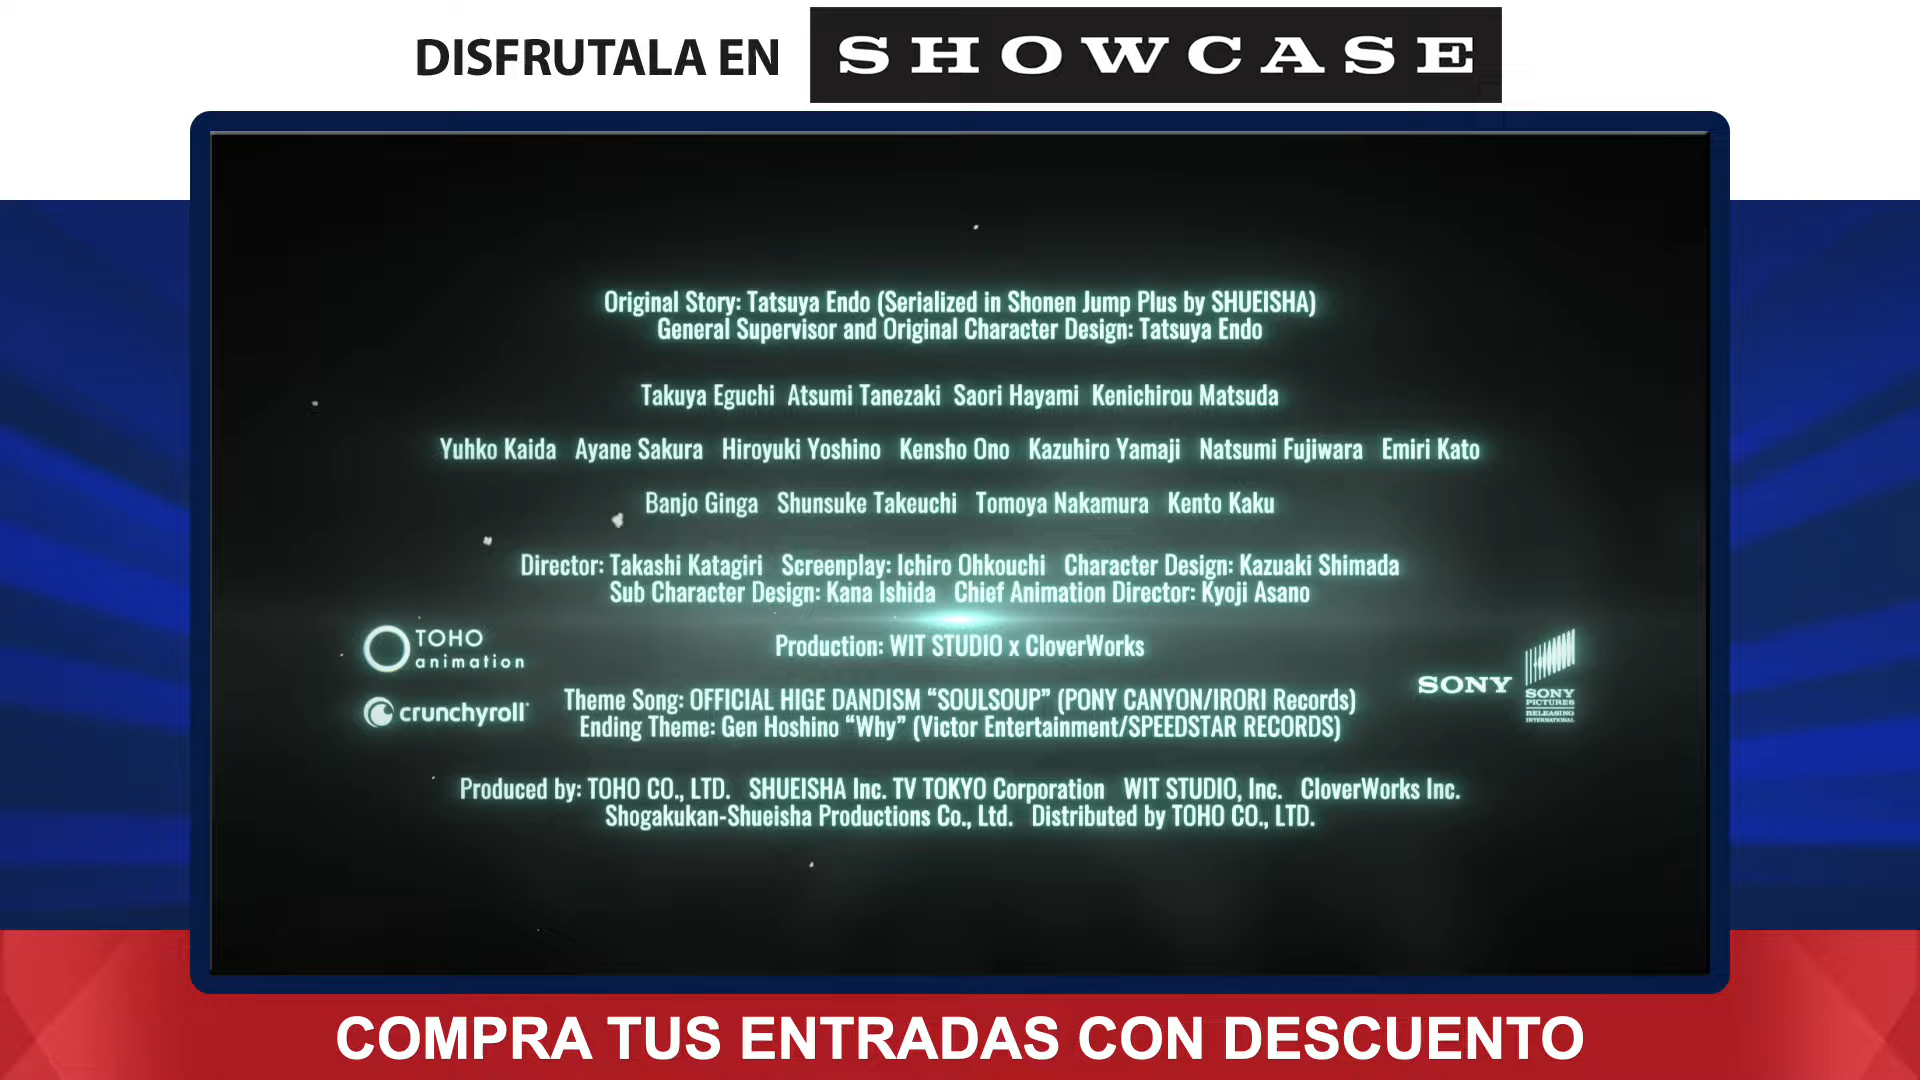 DISFRUTALA EN SHOWCASE
Original Story: Tatsuya Endo (Serialized in Shonen Jump Plus by SHUEISHA)
General Supervisor and Original Character Design: Tatsuya Endo
Takuya Eguchi Atsumi Tanezaki Saori Hayami Kenichirou Matsuda
Yuhko Kaida Ayane Sakura Hiroyuki Yoshino Kensho Ono Kazuhiro Yamaji Natsumi Fujiwara Emiri Kato
Banjo Ginga Shunsuke Takeuchi Tomoya Nakamura Kento Kaku
Director: Takashi Katagiri Screenplay: Ichiro Ohkouchi Character Design: Kazuaki Shimada
Sub Character Design: Kana Ishida Chief Animation Director: Kyoji Asano
TOHO
animation
Production: WIT STUDIO x CloverWorks
crunchyroll
SONY
SONY
PICTURES
RELEASING
INTERNATIONAL
Theme Song: OFFICIAL HIGE DANDISM “SOULSOUP” (PONY CANYON/IRORI Records)
Ending Theme: Gen Hoshino “Why” (Victor Entertainment/SPEEDSTAR RECORDS)
Produced by: TOHO CO., LTD. SHUEISHA Inc. TV TOKYO Corporation WIT STUDIO, Inc. CloverWorks Inc.
Shogakukan-Shueisha Productions Co., Ltd. Distributed by TOHO CO., LTD.
COMPRA TUS ENTRADAS CON DESCUENTO